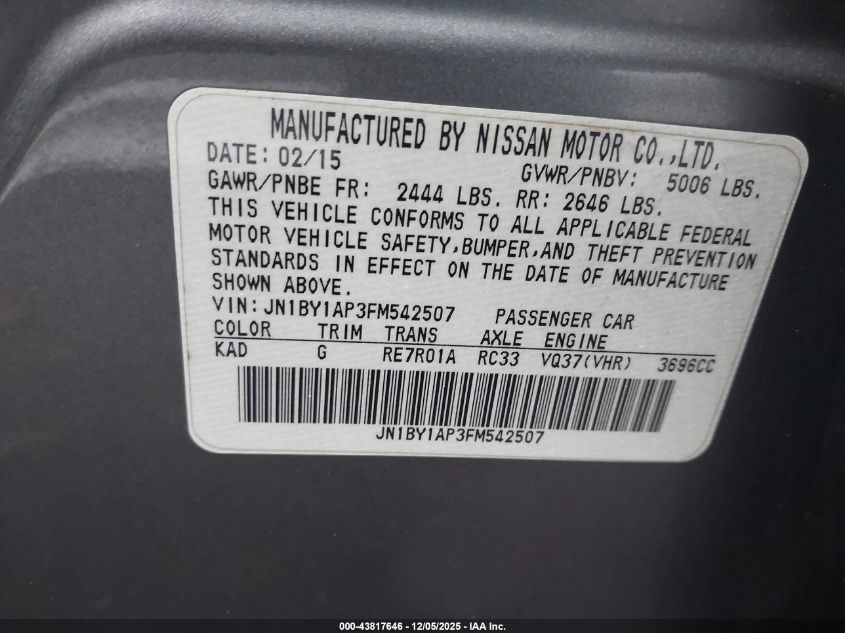 MANUFACTURED BY NISSAN MOTOR CO.,LTD.
DATE: 02/15 GVWR/PNBV: 5006 LBS.
GAWR/PNBE FR: 2444 LBS. RR: 2646 LBS.
THIS VEHICLE CONFORMS TO ALL APPLICABLE FEDERAL
MOTOR VEHICLE SAFETY,BUMPER,AND THEFT PREVENTION
STANDARDS IN EFFECT ON THE DATE OF MANUFACTURE
SHOWN ABOVE.
VIN:JN1BY1AP3FM542507 PASSENGER CAR
COLOR TRIM TRANS AXLE ENGINE
KAD G RE7R01A RC33 VQ37(VHR) 3696CC
JN1BY1AP3FM542507
000-43817646 - 12/05/2025 - IAA Inc.